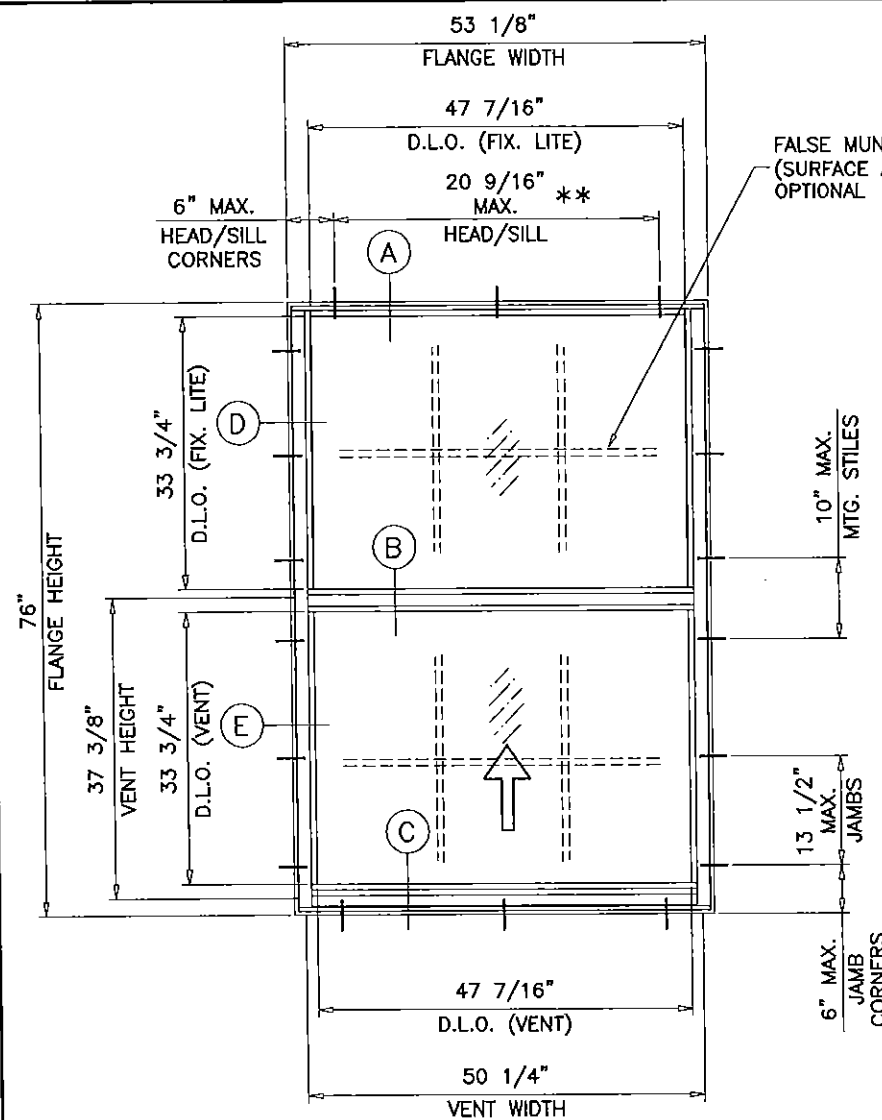 53 1/8"
FLANGE WIDTH
47 7/16"
D.L.O. (FIX. LITE)
FALSE MUN
(SURFACE
OPTIONAL
20 9/16"
MAX. **
HEAD/SILL
6" MAX.
HEAD/SILL
CORNERS
A
D
33 3/4"
D.L.O. (FIX. LITE)
10" MAX.
MTG. STILES
B
76"
FLANGE HEIGHT
37 3/8"
VENT HEIGHT
33 3/4"
D.L.O. (VENT)
E
13 1/2"
MAX.
JAMBS
C
6" MAX.
JAMB
CORNERS
47 7/16"
D.L.O. (VENT)
50 1/4"
VENT WIDTH